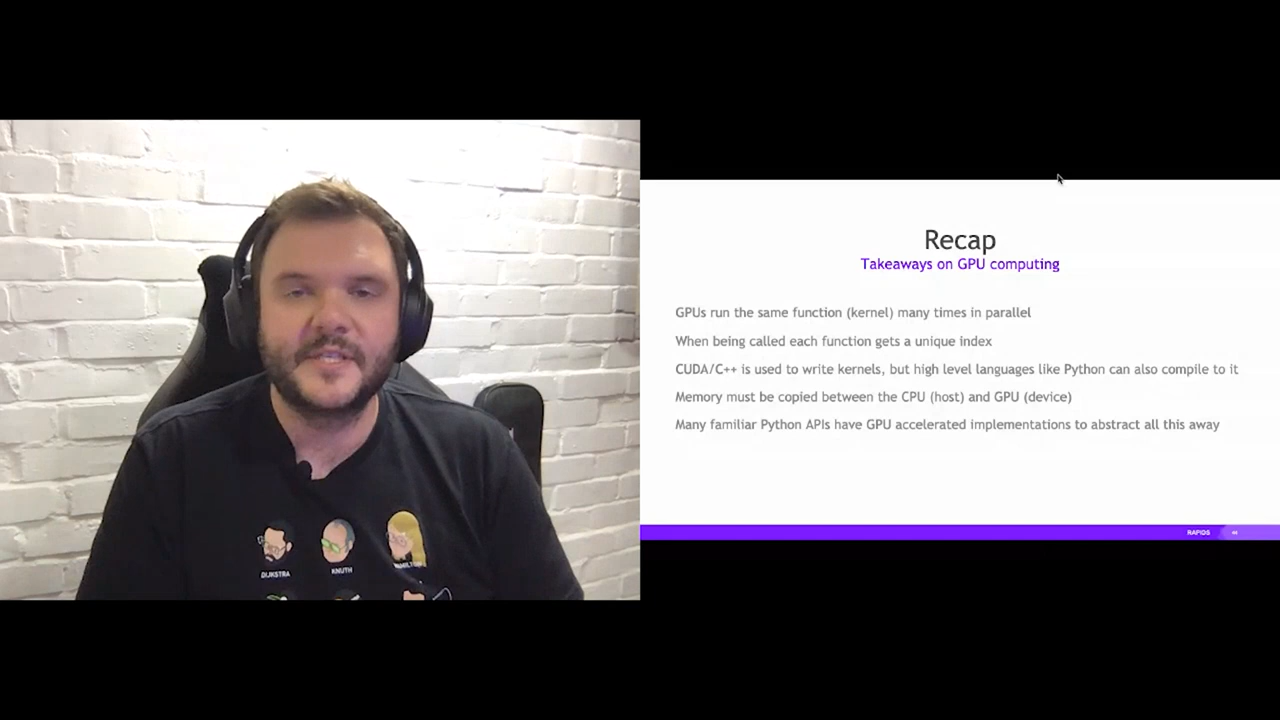 DIJKSTRA
KNUTH
Recap
Takeaways on GPU computing
GPUs run the same function (kernel) many times in parallel
When being called each function gets a unique index
CUDA/C++ is used to write kernels, but high level languages like Python can also compile to it
Memory must be copied between the CPU (host) and GPU (device)
Many familiar Python APIs have GPU accelerated implementations to abstract all this away
RAPIDS